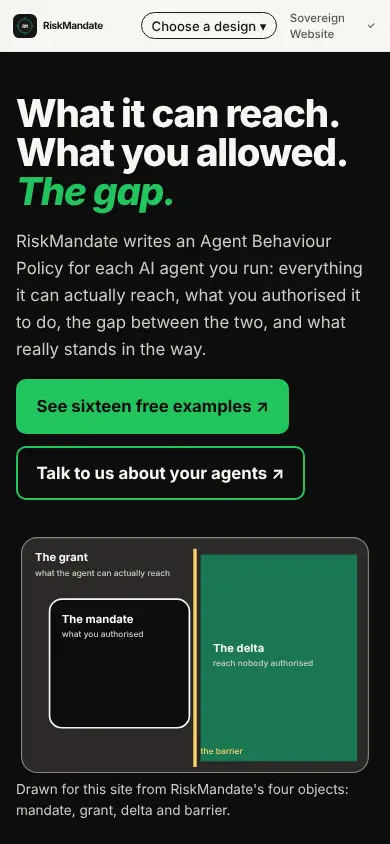 RM
RiskMandate
Choose a design ▾
Sovereign
Website
What it can reach.
What you allowed.
The gap.
RiskMandate writes an Agent Behaviour
Policy for each AI agent you run: everything
it can actually reach, what you authorised it
to do, the gap between the two, and what
really stands in the way.
See sixteen free examples ↗
Talk to us about your agents ↗
The grant
what the agent can actually reach
The mandate
what you authorised
The delta
reach nobody authorised
the barrier
Drawn for this site from RiskMandate's four objects:
mandate, grant, delta and barrier.